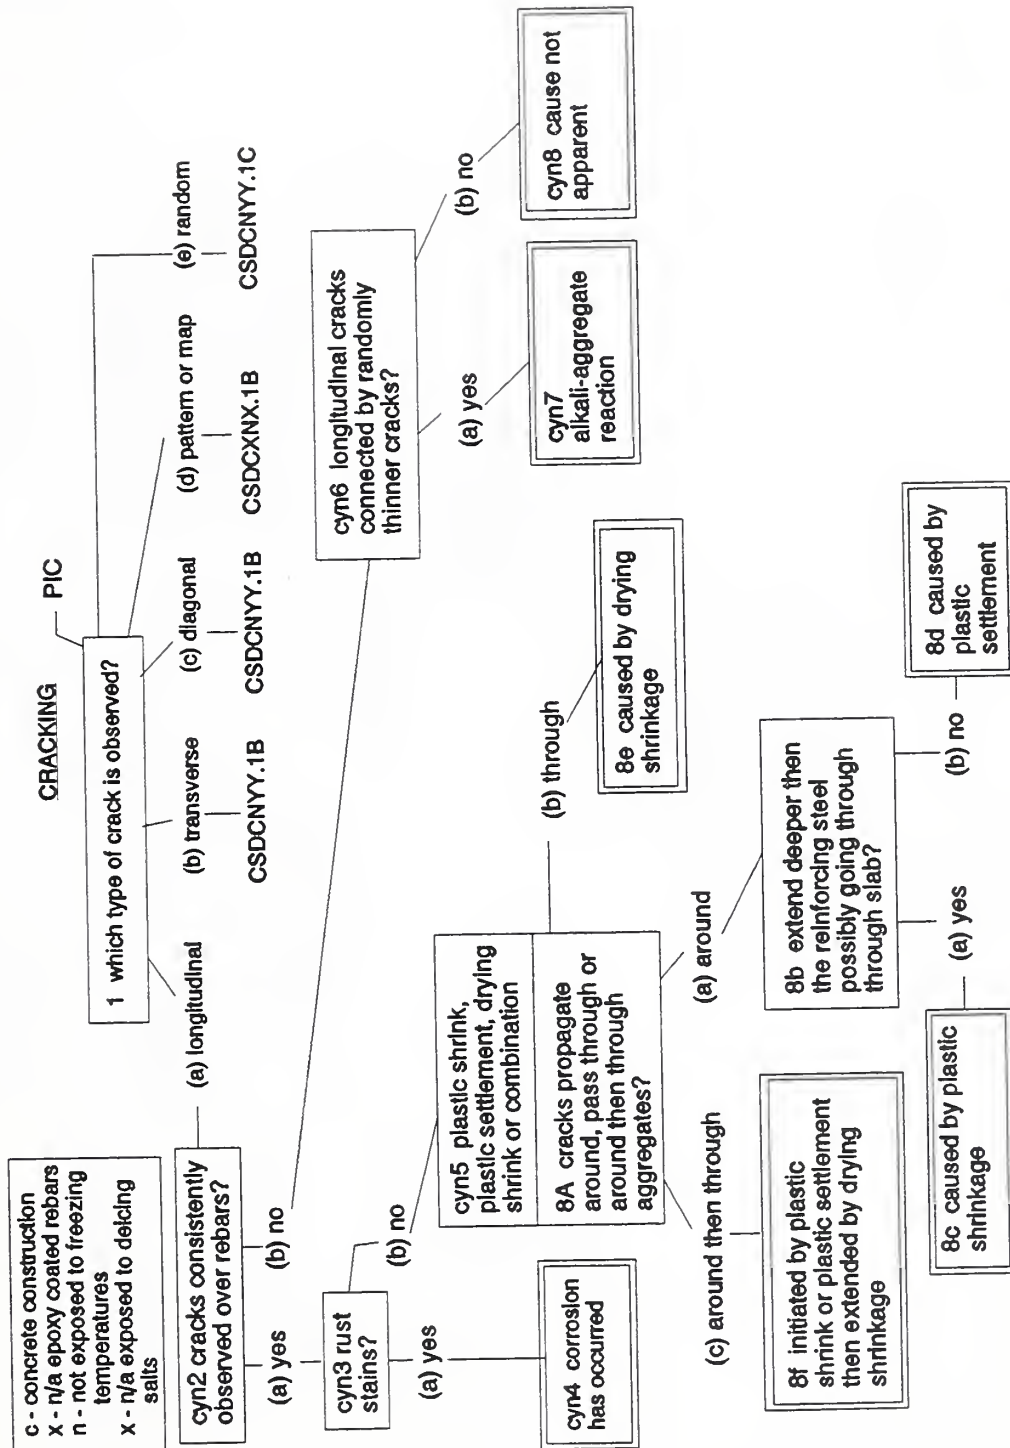 CRACKING
c - concrete construction
x - n/a epoxy coated rebars
n - not exposed to freezing
temperatures
x - n/a exposed to deicing
salts
1 which type of crack is observed?
PIC
(a) longitudinal
(b) transverse
(c) diagonal
(d) pattern or map
(e) random
CSDCNYY.1B
CSDCNYY.1B
CSDCXNX.1B
CSDCNYY.1C
cyn2 cracks consistently
observed over rebars?
(a) yes
(b) no
cyn3 rust
stains?
(a) yes
(b) no
cyn4 corrosion
has occurred
cyn5 plastic shrink,
plastic settlement, drying
shrink or combination
8A cracks propagate
around, pass through or
around then through
aggregates?
(a) around
(b) through
(c) around then through
8e caused by drying
shrinkage
8b extend deeper then
the reinforcing steel
possibly going through
through slab?
(a) yes
(b) no
8c caused by plastic
shrinkage
8d caused by
plastic
settlement
8f initiated by plastic
shrink or plastic settlement
then extended by drying
shrinkage
cyn6 longitudinal cracks
connected by randomly
thinner cracks?
(a) yes
(b) no
cyn7
alkali-aggregate
reaction
cyn8 cause not
apparent